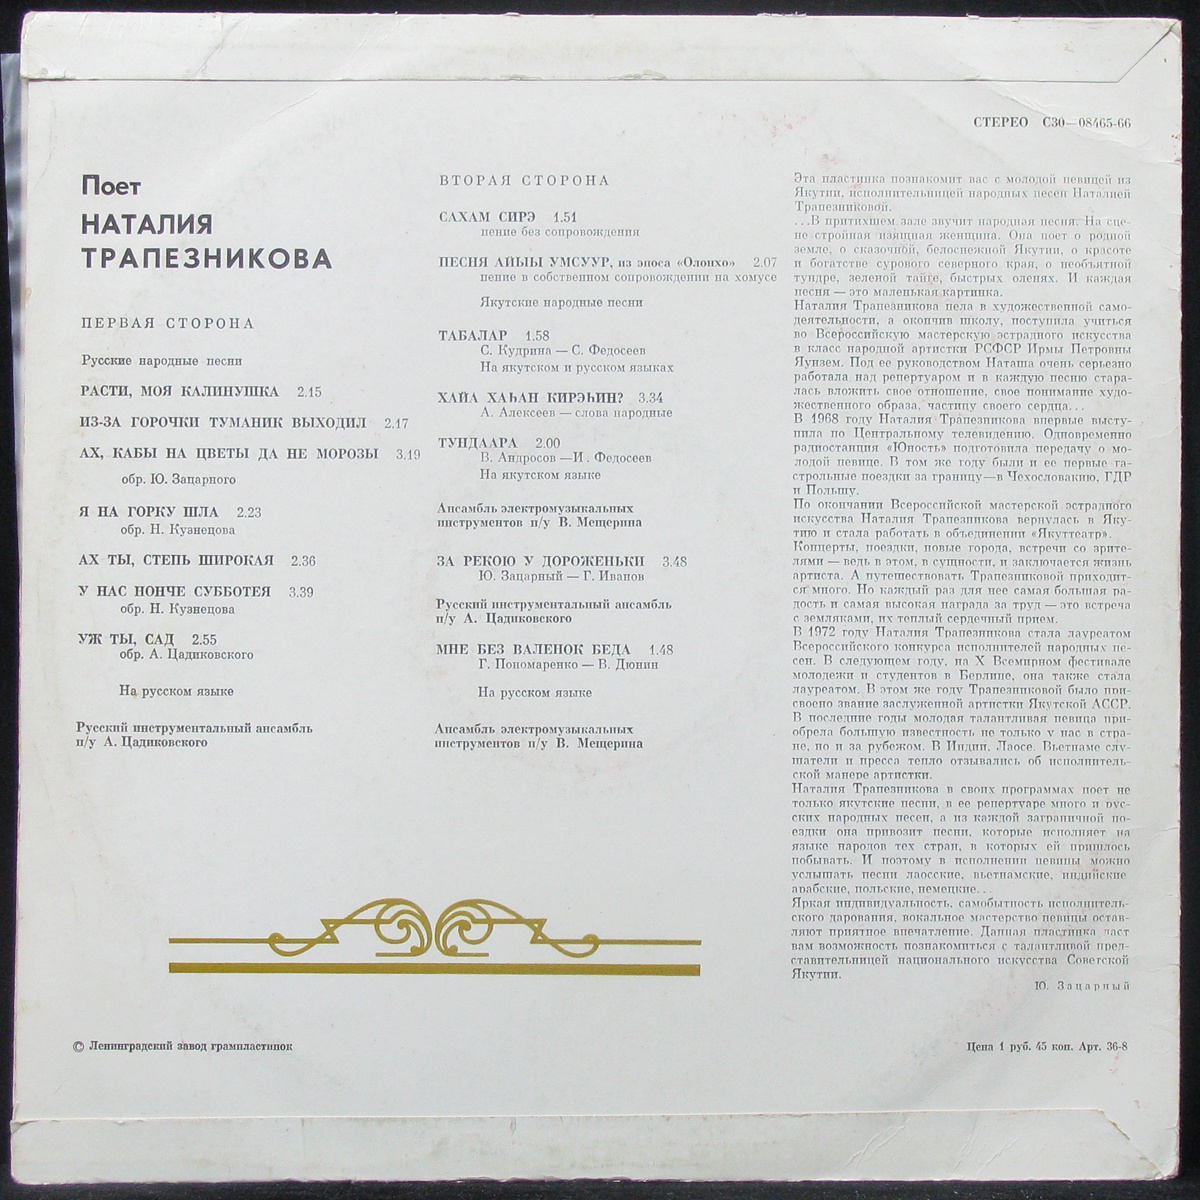 СТЕРЕО С30—08465-66
Поет
НАТАЛИЯ
ТРАПЕЗНИКОВА
ПЕРВАЯ СТОРОНА
Русские народные песни
РАСТИ, МОЯ КАЛИНУШКА 2.15
ИЗ-ЗА ГОРОЧКИ ТУМАНИК ВЫХОДИЛ 2.17
АХ, КАБЫ НА ЦВЕТЫ ДА НЕ МОРОЗЫ 3.19
обр. Ю. Зацарного
Я НА ГОРКУ ШЛА 2.23
обр. Н. Кузнецова
АХ ТЫ, СТЕПЬ ШИРОКАЯ 2.36
У НАС НОНЧЕ СУББОТЕЯ 3.39
обр. Н. Кузнецова
УЖ ТЫ, САД 2.55
обр. А. Цадиковского
На русском языке
Русский инструментальный ансамбль
п/у А. Цадиковского
ВТОРАЯ СТОРОНА
САХАМ СИРЭ 1.51
пение без сопровождения
ПЕСНЯ АЙЫЫ УМСУУР, из эпоса «Олонхо» 2.07
пение в собственном сопровождении на хомусе
Якутские народные песни
ТАБАЛАР 1.58
С. Кудрина — С. Федосеев
На якутском и русском языках
ХАЙА ХАҺАН КИРЭҺИН? 3.34
А. Алексеев — слова народные
ТУНДААРА 2.00
В. Андросов —И. Федосеев
На якутском языке
Ансамбль электромузыкальных
инструментов п/у В. Мещерина
ЗА РЕКОЮ У ДОРОЖЕНЬКИ 3.48
Ю. Зацарный — Г. Иванов
Русский инструментальный ансамбль
п/у А. Цадиковского
МНЕ БЕЗ ВАЛЕНОК БЕДА 1.48
Г. Пономаренко — В. Дюнин
На русском языке
Ансамбль электромузыкальных
инструментов п/у В. Мещерина
Эта пластинка познакомит вас с молодой певицей из
Якутии, исполнительницей народных песен Наталией
Трапезниковой.
...В притихшем зале звучит народная песня. На сце-
не стройная изящная женщина. Она поет о родной
земле, о сказочной, белоснежной Якутии, о красоте
и богатстве сурового северного края, о необъятной
тундре, зеленой тайге, быстрых оленях. И каждая
песня — это маленькая картинка.
Наталия Трапезникова пела в художественной само-
деятельности, а окончив школу, поступила учиться
во Всероссийскую мастерскую эстрадного искусства
в класс народной артистки РСФСР Ирмы Петровны
Яунзем. Под ее руководством Наташа очень серьезно
работала над репертуаром и в каждую песню стара-
лась вложить свое отношение, свое понимание худо-
жественного образа, частицу своего сердца...
В 1968 году Наталия Трапезникова впервые высту-
пила по Центральному телевидению. Одновременно
радиостанция «Юность» подготовила передачу о мо-
лодой певице. В том же году были и ее первые га-
строльные поездки за границу—в Чехословакию, ГДР
и Польшу.
По окончании Всероссийской мастерской эстрадного
искусства Наталия Трапезникова вернулась в Яку-
тию и стала работать в объединении «Якуттеатр».
Концерты, поездки, новые города, встречи со зрите-
лями — ведь в этом, в сущности, и заключается жизнь
артиста. А путешествовать Трапезниковой приходит-
ся много. Но каждый раз для нее самая большая ра-
дость и самая высокая награда за труд — это встреча
с земляками, их теплый сердечный прием.
В 1972 году Наталия Трапезникова стала лауреатом
Всероссийского конкурса исполнителей народных пе-
сен. В следующем году, на X Всемирном фестивале
молодежи и студентов в Берлине, она также стала
лауреатом. В этом же году Трапезниковой было при-
своено звание заслуженной артистки Якутской АССР.
В последние годы молодая талантливая певица при-
обрела большую известность не только у нас в стра-
не, но и за рубежом. В Индии, Лаосе, Вьетнаме слу-
шатели и пресса тепло отзывались об исполнитель-
ской манере артистки.
Наталия Трапезникова в своих программах поет не
только якутские песни, в ее репертуаре много и рус-
ских народных песен, а из каждой заграничной по-
ездки она привозит песни, которые исполняет на
языке народов тех стран, в которых ей пришлось
побывать. И поэтому в исполнении певицы можно
услышать песни лаосские, вьетнамские, индийские
арабские, польские, немецкие...
Яркая индивидуальность, самобытность исполнитель-
ского дарования, вокальное мастерство певицы остав-
ляют приятное впечатление. Данная пластинка даст
вам возможность познакомиться с талантливой пред-
ставительницей национального искусства Советской
Якутии.
Ю. Зацарный
© Ленинградский завод грампластинок
Цена 1 руб. 45 коп. Арт. 36-8